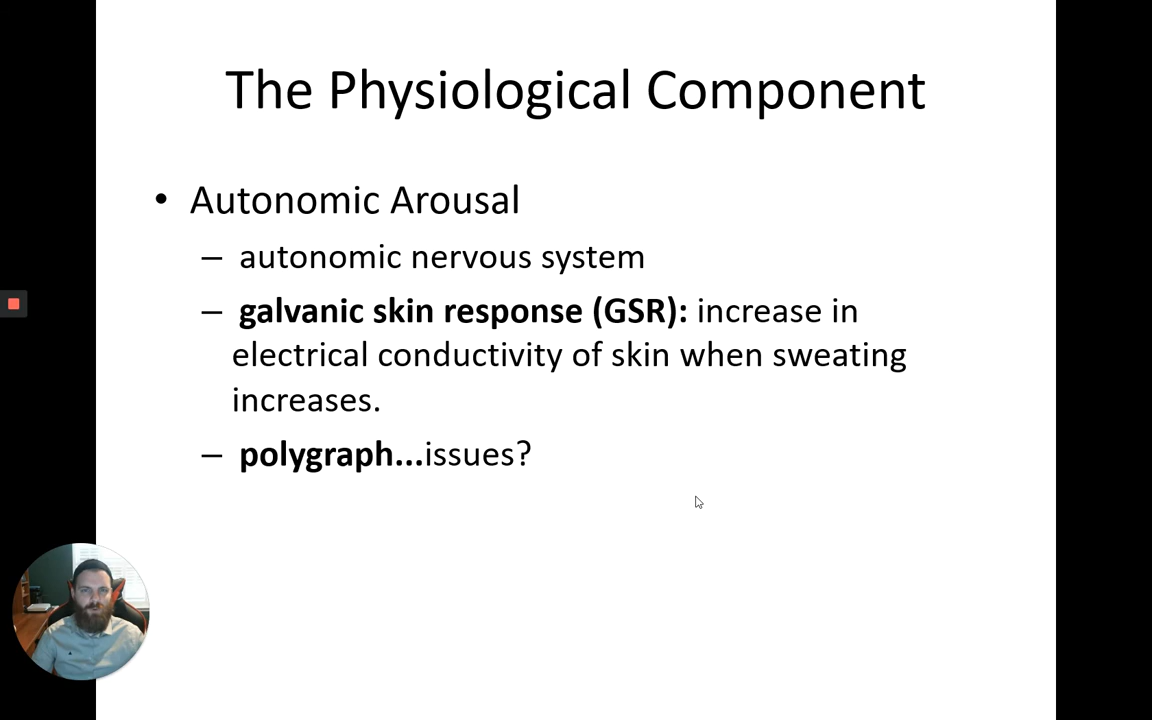 The Physiological Component
• Autonomic Arousal
– autonomic nervous system
– galvanic skin response (GSR): increase in
electrical conductivity of skin when sweating
increases.
– polygraph...issues?